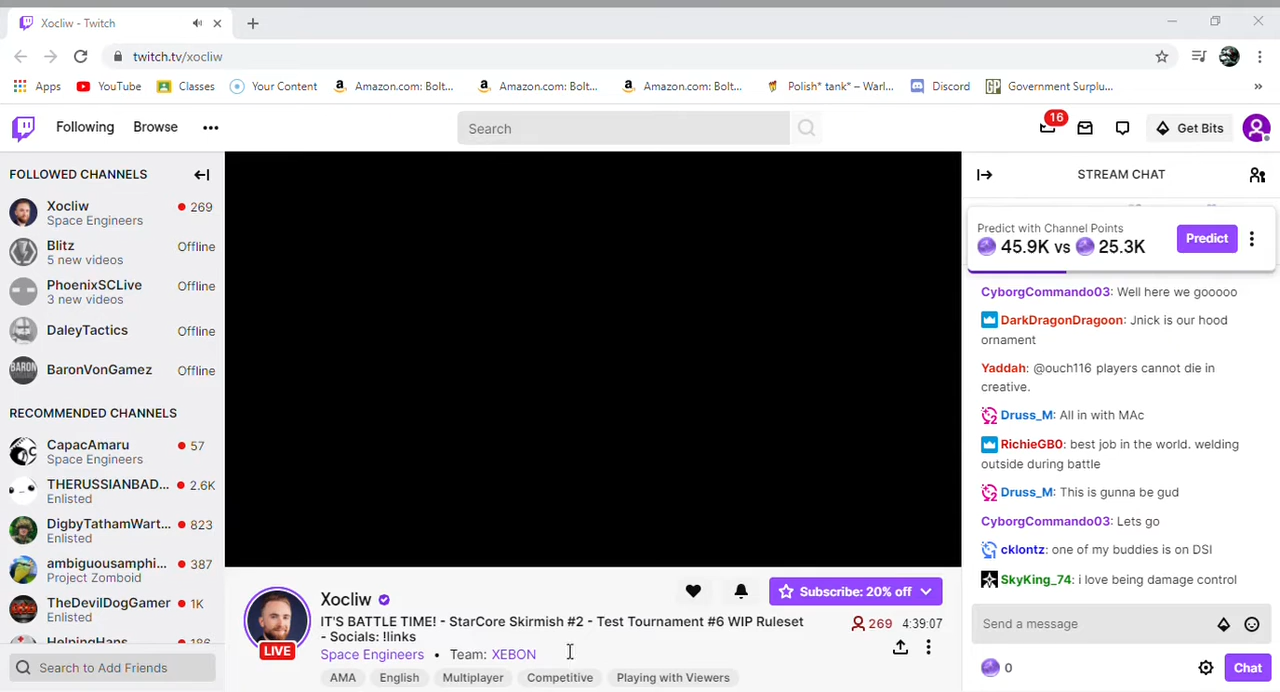 Xocliw - Twitch
twitch.tv/xocliw
Apps YouTube Classes Your Content Amazon.com: Bolt... Amazon.com: Bolt... Amazon.com: Bolt... Polish* tank* – Warl... Discord Government Surplu... »
Following Browse
Search
16
Get Bits
FOLLOWED CHANNELS
Xocliw 269
Space Engineers
Blitz Offline
5 new videos
PhoenixSCLive Offline
3 new videos
DaleyTactics Offline
BARON
BaronVonGamez Offline
RECOMMENDED CHANNELS
CapacAmaru 57
Space Engineers
THERUSSIANBAD... 2.6K
Enlisted
DigbyTathamWart... 823
Enlisted
ambiguousamphi... 387
Project Zomboid
TheDevilDogGamer 1K
Enlisted
HelpingHans 186
Search to Add Friends
LIVE
Xocliw
Subscribe: 20% off
IT'S BATTLE TIME! - StarCore Skirmish #2 - Test Tournament #6 WIP Ruleset
- Socials: !links
269 4:39:07
Space Engineers • Team: XEBON
AMA English Multiplayer Competitive Playing with Viewers
STREAM CHAT
Predict with Channel Points
45.9K vs 25.3K
Predict
CyborgCommando03: Well here we gooooo
DarkDragonDragoon: Jnick is our hood
ornament
Yaddah: @ouch116 players cannot die in
creative.
Druss_M: All in with MAc
RichieGB0: best job in the world. welding
outside during battle
Druss_M: This is gunna be gud
CyborgCommando03: Lets go
cklontz: one of my buddies is on DSI
SkyKing_74: i love being damage control
Send a message
0
Chat